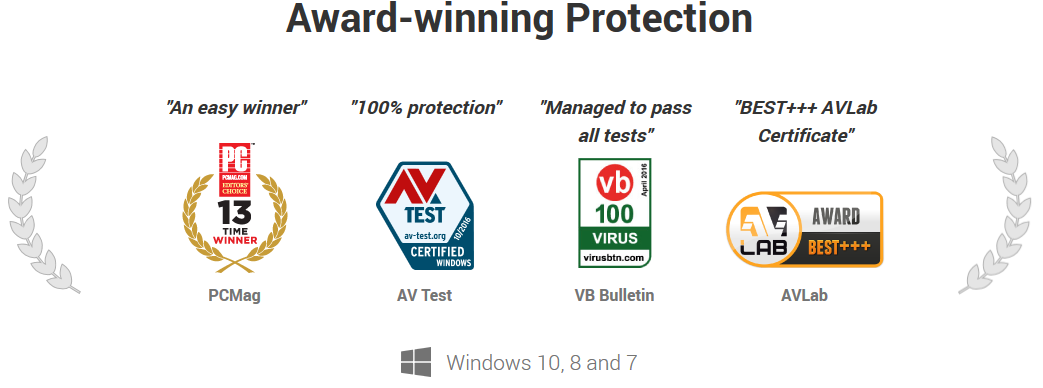 Award-winning Protection
"An easy winner"
"100% protection"
"Managed to pass
all tests"
"BEST+++ AVLab
Certificate"
PC
PCMAG.COM
EDITORS'
CHOICE
13
TIME
WINNER
PCMag
AV
TEST
av-test.org
10/2016
CERTIFIED
WINDOWS
AV Test
vb
April 2016
100
VIRUS
virusbtn.com
VB Bulletin
AV
LAB
AWARD
BEST+++
AVLab
Windows 10, 8 and 7